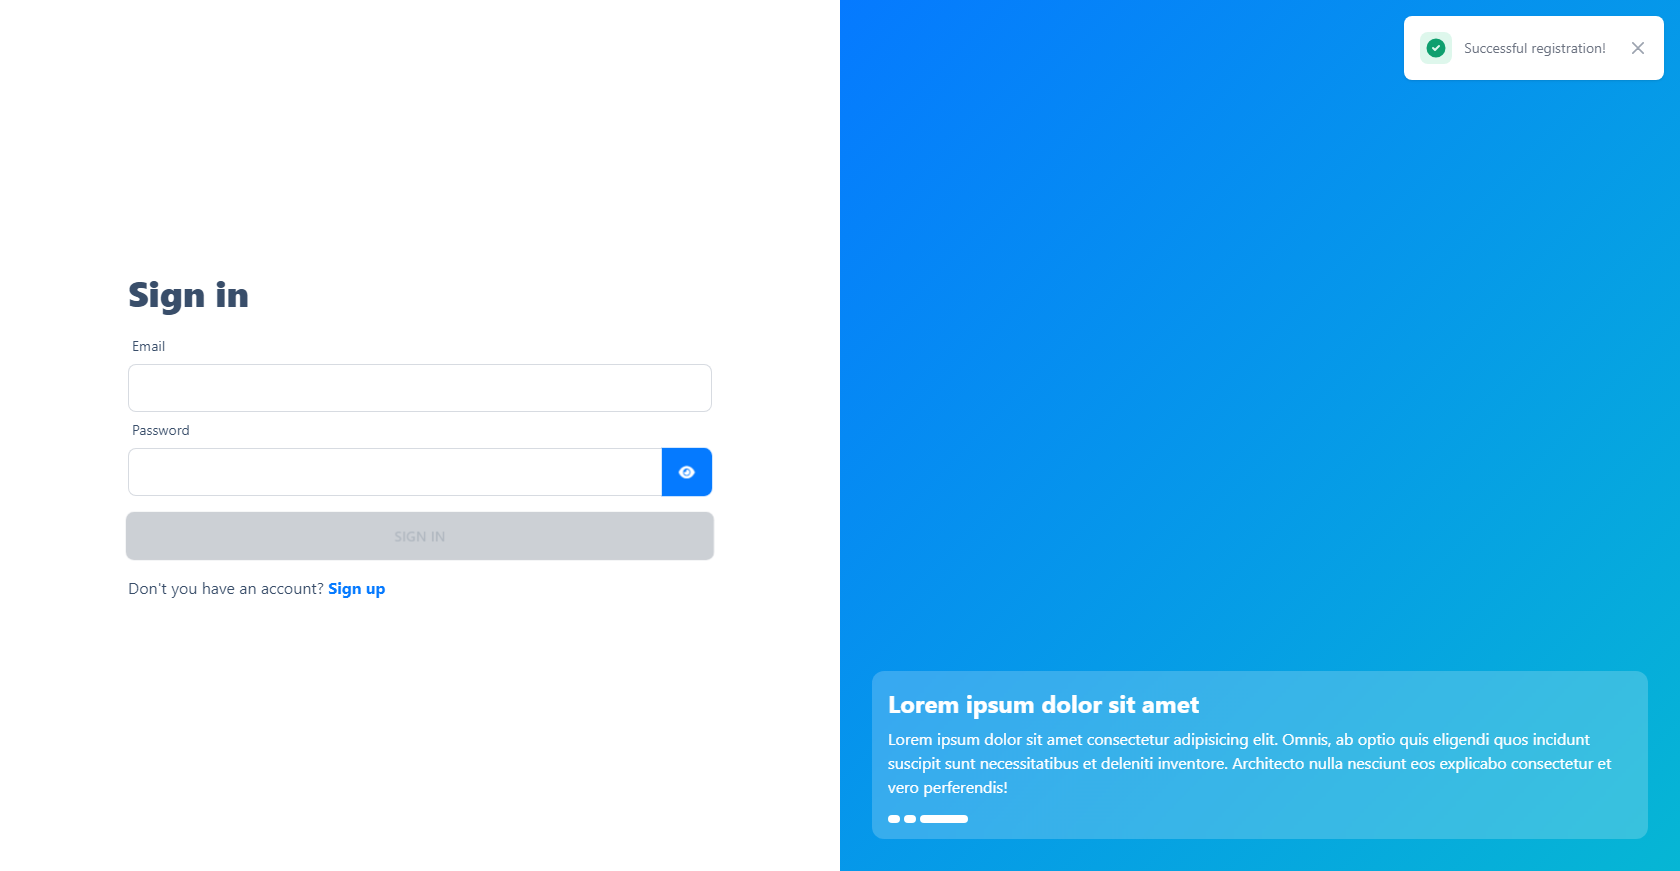 Successful registration!
Sign in
Email
Password
SIGN IN
Don't you have an account? Sign up
Lorem ipsum dolor sit amet
Lorem ipsum dolor sit amet consectetur adipisicing elit. Omnis, ab optio quis eligendi quos incidunt
suscipit sunt necessitatibus et deleniti inventore. Architecto nulla nesciunt eos explicabo consectetur et
vero perferendis!